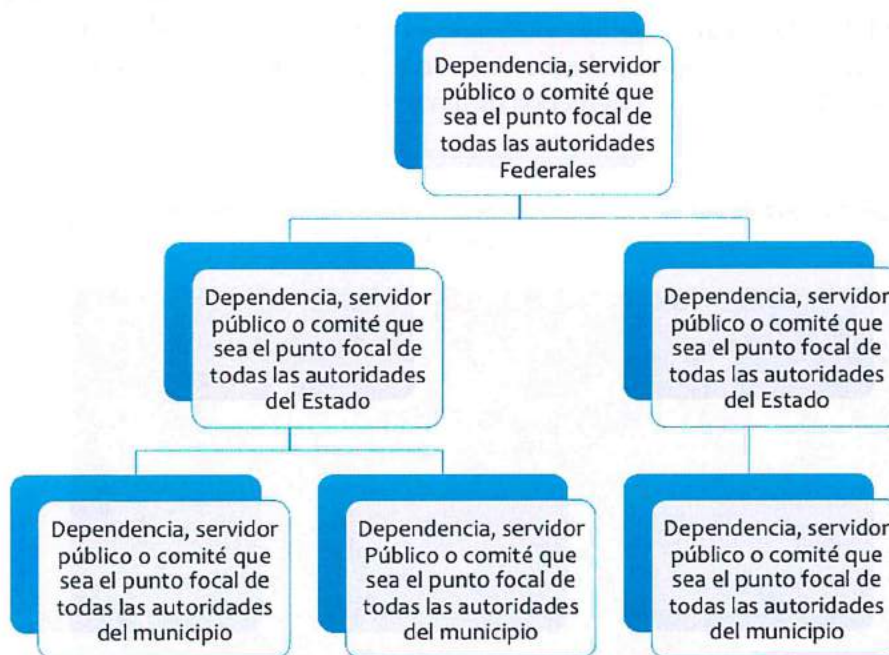 Dependencia, servidor
público o comité que
sea el punto focal de
todas las autoridades
Federales
Dependencia, servidor
público o comité que
sea el punto focal de
todas las autoridades
del Estado
Dependencia, servidor
público o comité que
sea el punto focal de
todas las autoridades
del Estado
Dependencia, servidor
público o comité que
sea el punto focal de
todas las autoridades
del municipio
Dependencia, servidor
Público o comité que
sea el punto focal de
todas las autoridades
del municipio
Dependencia, servidor
público o comité que
sea el punto focal de
todas las autoridades
del municipio